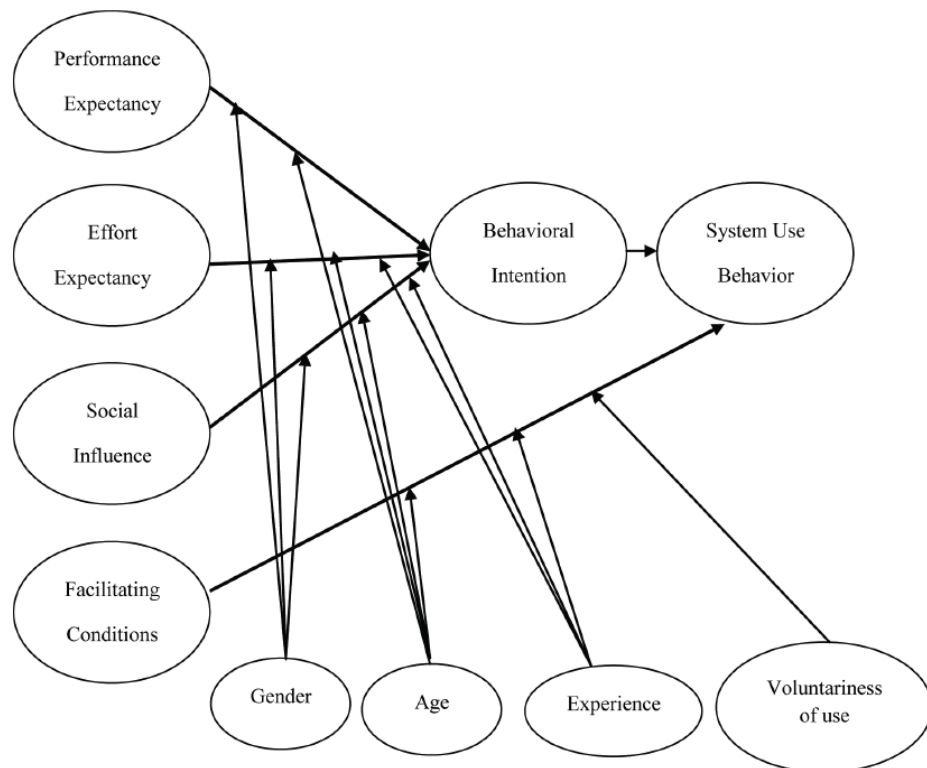 Performance
Expectancy
Effort
Expectancy
Behavioral
Intention
System Use
Behavior
Social
Influence
Facilitating
Conditions
Gender
Age
Experience
Voluntariness
of use